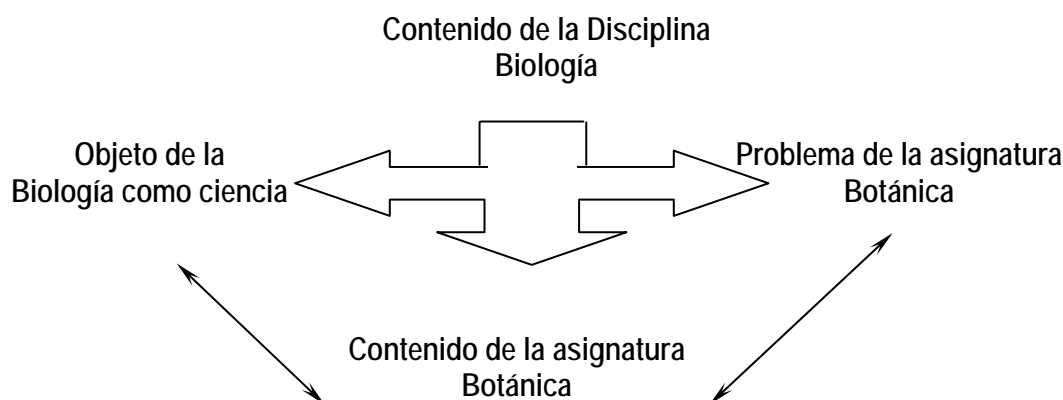 Contenido de la Disciplina
Biología
Objeto de la
Biología como ciencia
Problema de la asignatura
Botánica
Contenido de la asignatura
Botánica